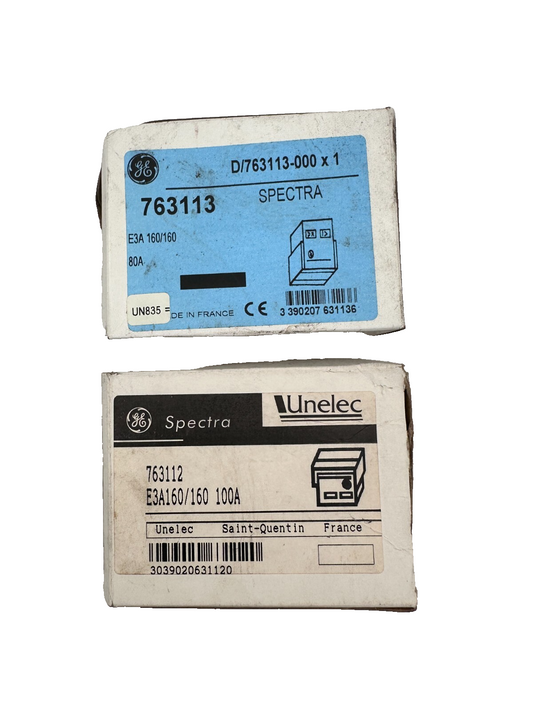 GE
D/763113-000 x 1
763113
SPECTRA
E3A 160/160
80A
UN835 =
DE IN FRANCE
CE
3 390207 631136
GE
Spectra
Unelec
763112
E3A160/160 100A
Unelec Saint-Quentin France
3039020631120